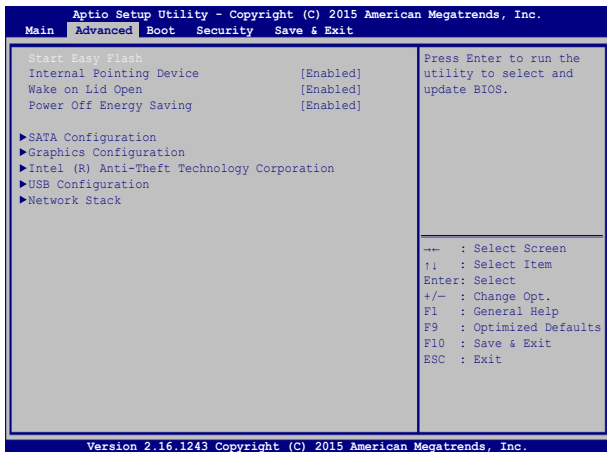 Aptio Setup Utility - Copyright (C) 2015 American Megatrends, Inc.
Main Advanced Boot Security Save & Exit
Start Easy Flash
Internal Pointing Device [Enabled]
Wake on Lid Open [Enabled]
Power Off Energy Saving [Enabled]
▶SATA Configuration
▶Graphics Configuration
▶Intel (R) Anti-Theft Technology Corporation
▶USB Configuration
▶Network Stack
Press Enter to run the
utility to select and
update BIOS.
→← : Select Screen
↑↓ : Select Item
Enter: Select
+/— : Change Opt.
F1 : General Help
F9 : Optimized Defaults
F10 : Save & Exit
ESC : Exit
Version 2.16.1243 Copyright (C) 2015 American Megatrends, Inc.